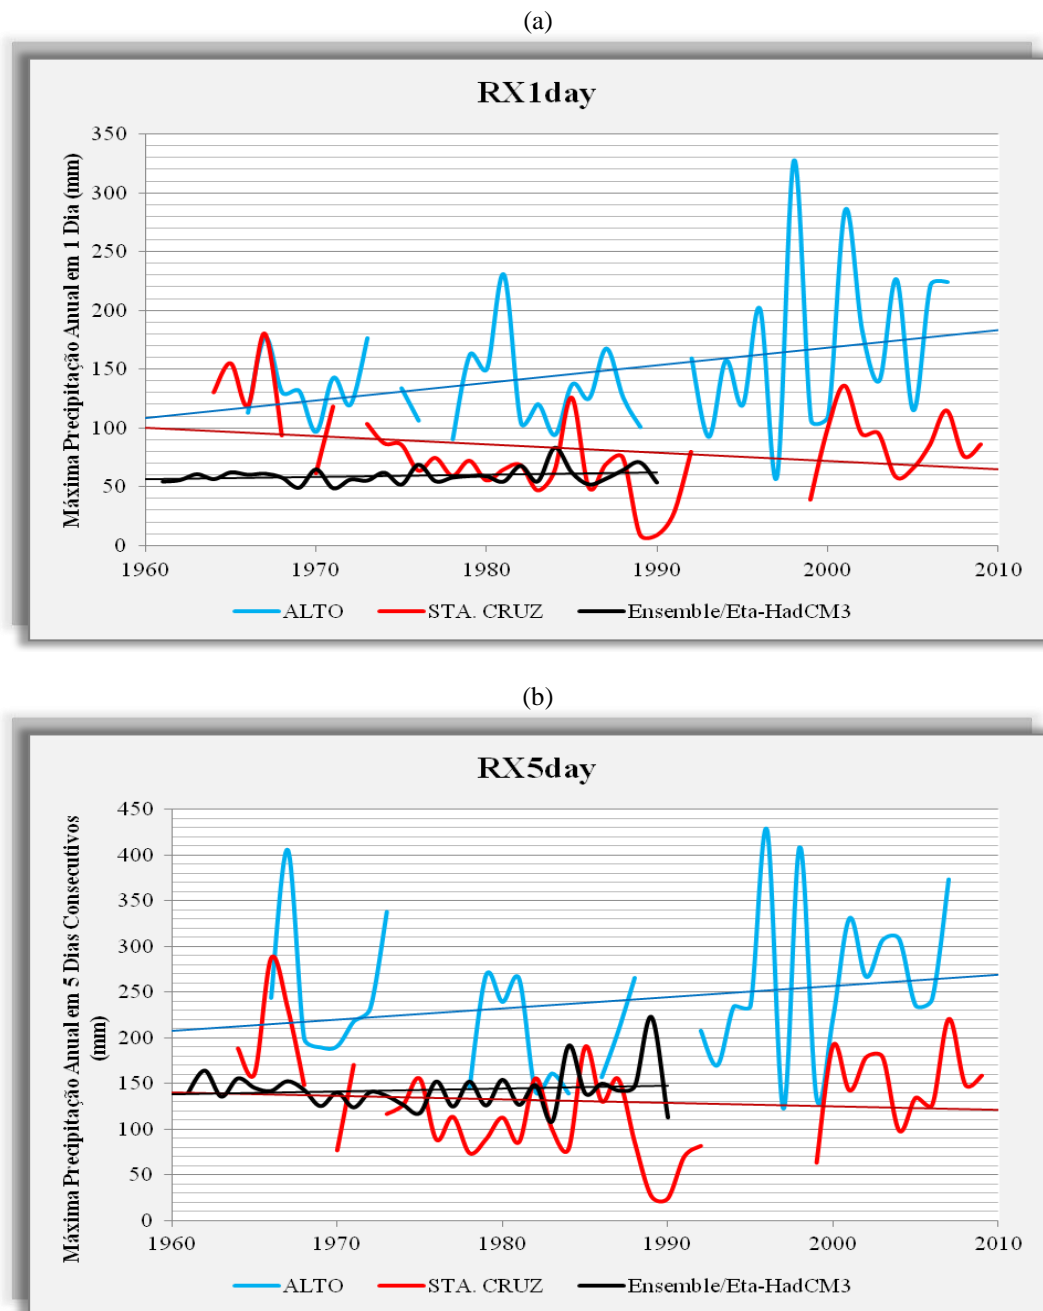 (a)
RX1day
Máxima Precipitação Anual em 1 Dia (mm)
350
300
250
200
150
100
50
0
1960 1970 1980 1990 2000 2010
ALTO STA. CRUZ Ensemble/Eta-HadCM3
(b)
RX5day
Máxima Precipitação Anual em 5 Dias Consecutivos
(mm)
450
400
350
300
250
200
150
100
50
0
1960 1970 1980 1990 2000 2010
ALTO STA. CRUZ Ensemble/Eta-HadCM3